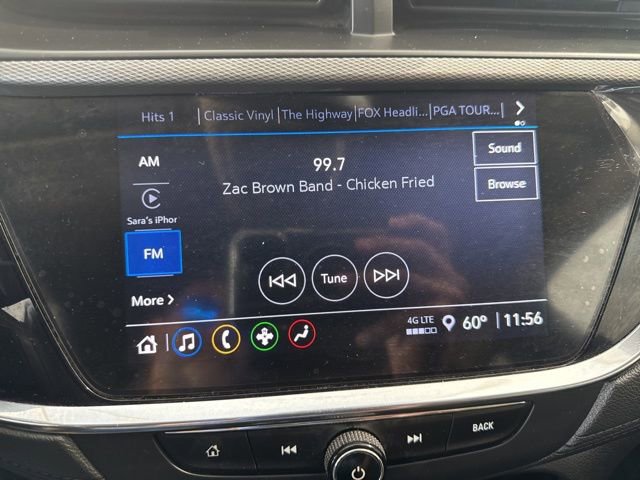 Hits 1 Classic Vinyl The Highway FOX Headli... PGA TOUR...
AM
Sound
99.7
Zac Brown Band - Chicken Fried
Browse
Sara's iPhor
FM
Tune
More
4G LTE
60° 11:56
BACK